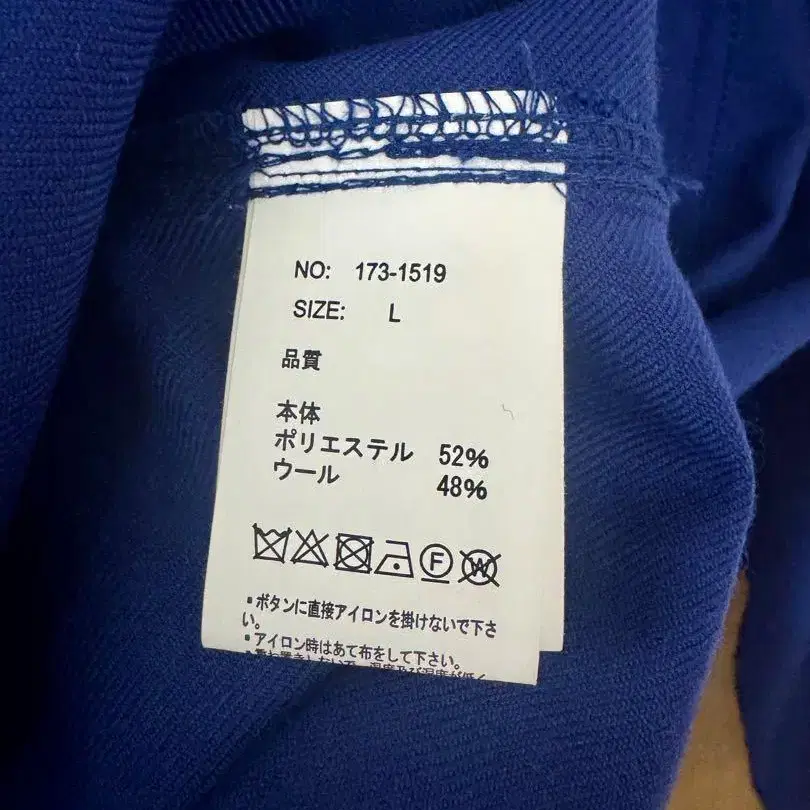 NO: 173-1519
SIZE: L
品質
本体
ポリエステル 52%
ウール 48%
F W
・ボタンに直接アイロンを掛けないで下さ
い。
・アイロン時はあて布をして下さい。